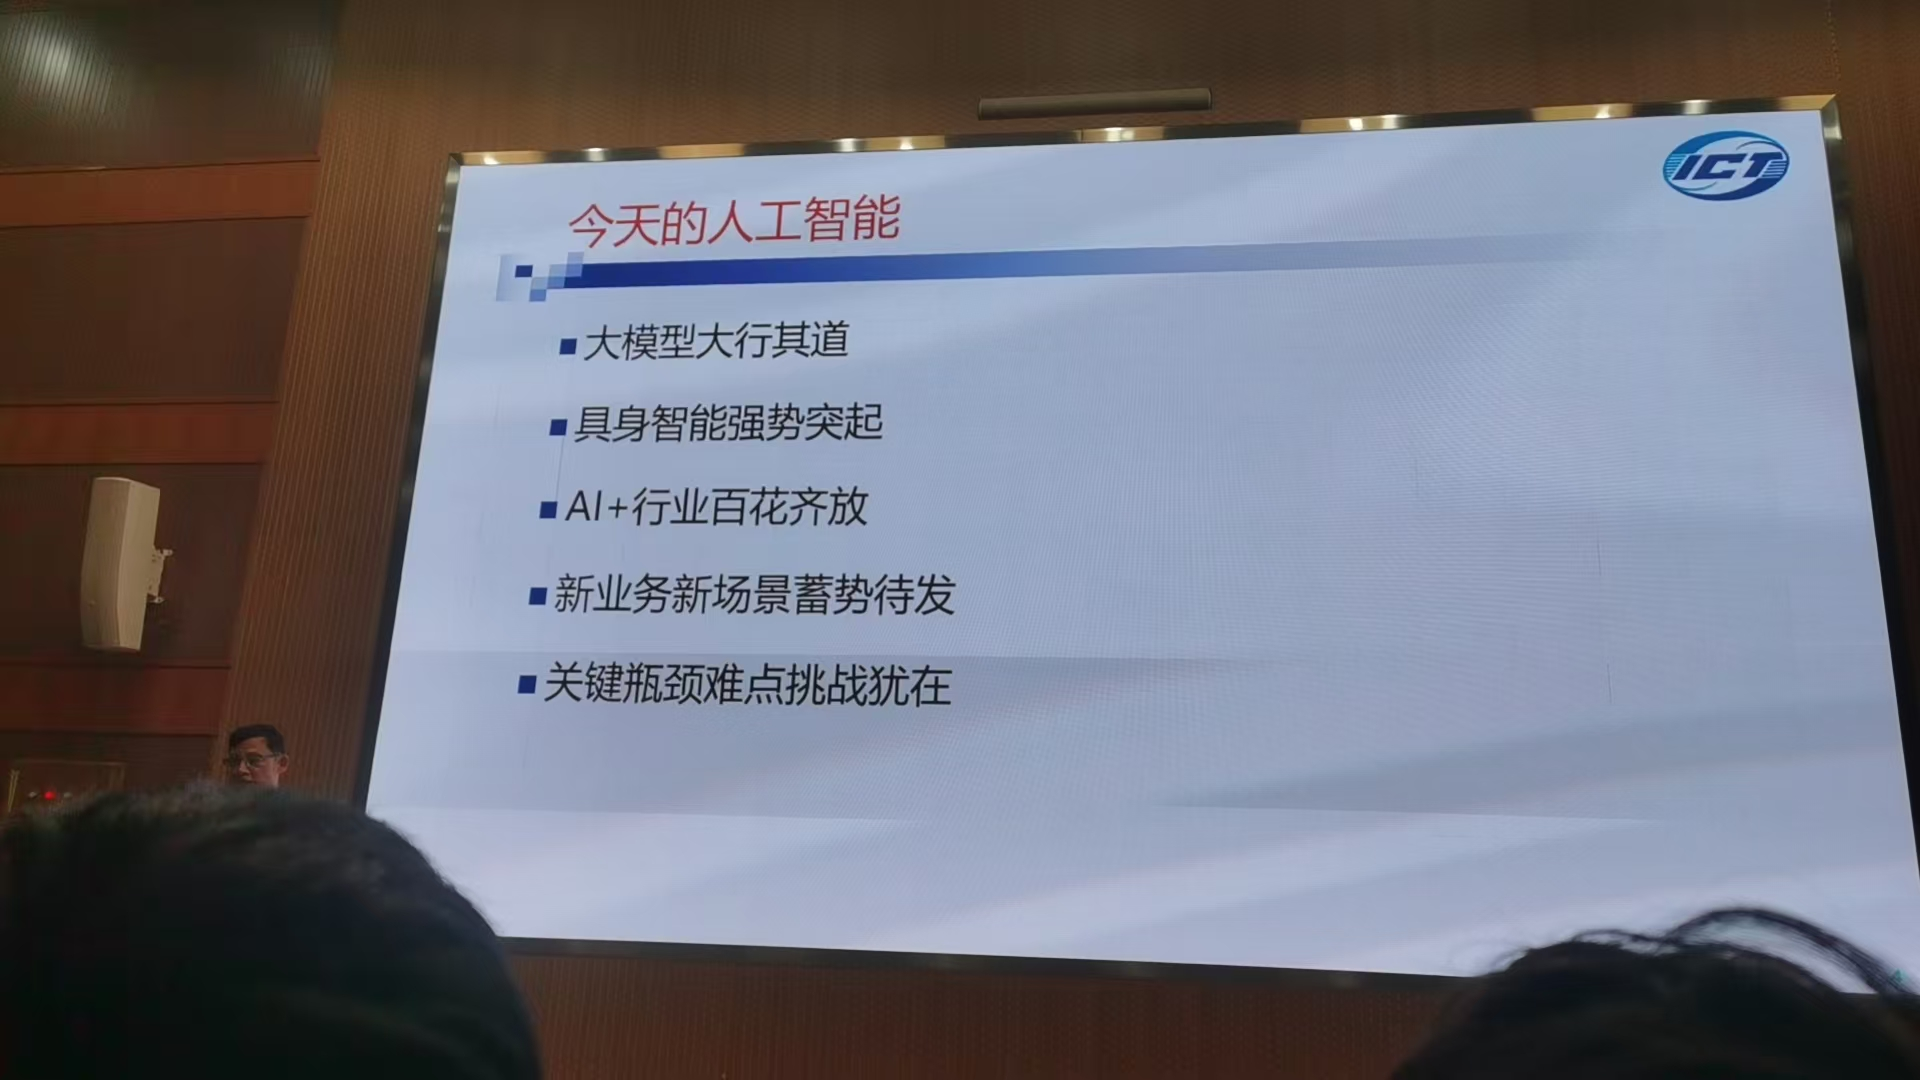 ICT
今天的人工智能
大模型大行其道
具身智能强势突起
AI+行业百花齐放
新业务新场景蓄势待发
关键瓶颈难点挑战犹在